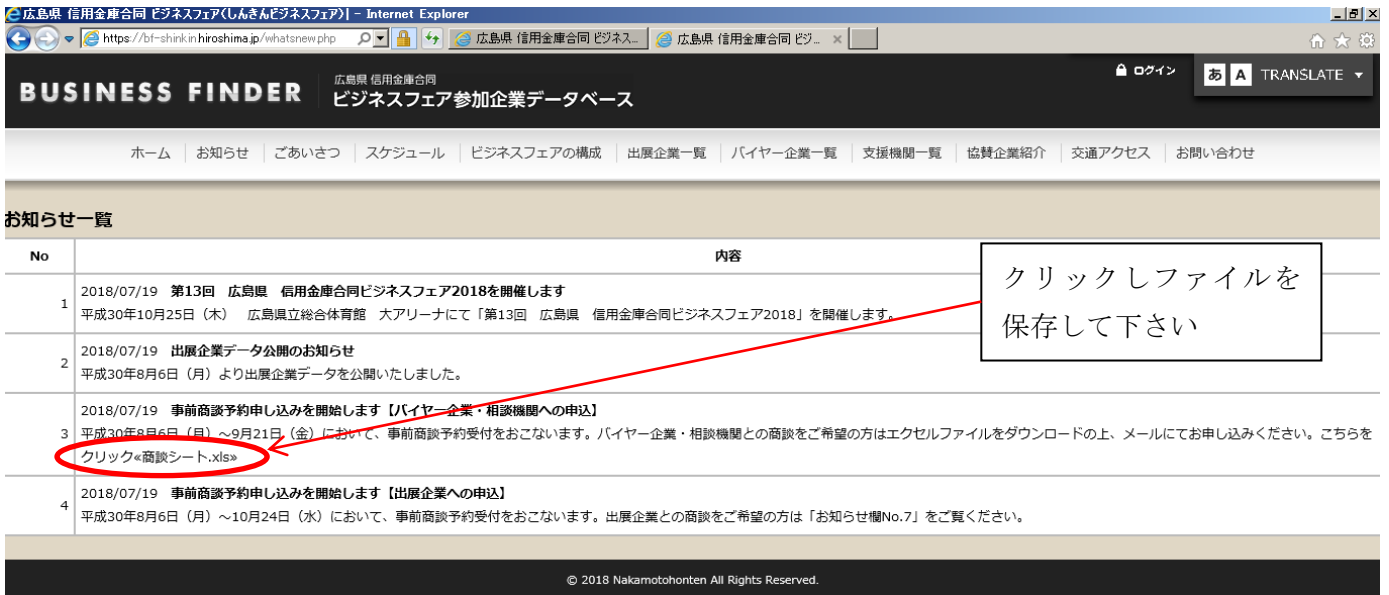 広島県 信用金庫合同 ビジネスフェア(しんきんビジネスフェア)| - Internet Explorer
https://bf-shinkin.hiroshima.jp/whatsnew.php
広島県 信用金庫合同 ビジネス...
広島県 信用金庫合同 ビジ...
BUSINESS FINDER
広島県 信用金庫合同
ビジネスフェア参加企業データベース
ログイン
あ A TRANSLATE
ホーム お知らせ ごあいさつ スケジュール ビジネスフェアの構成 出展企業一覧 バイヤー企業一覧 支援機関一覧 協賛企業紹介 交通アクセス お問い合わせ
お知らせ一覧
No 内容
クリックしファイルを
保存して下さい
1 2018/07/19 第13回 広島県 信用金庫合同ビジネスフェア2018を開催します
平成30年10月25日（木） 広島県立総合体育館 大アリーナにて「第13回 広島県 信用金庫合同ビジネスフェア2018」を開催します。
2 2018/07/19 出展企業データ公開のお知らせ
平成30年8月6日（月）より出展企業データを公開いたしました。
3 2018/07/19 事前商談予約申し込みを開始します【バイヤー企業・相談機関への申込】
平成30年8月6日（月）～9月21日（金）において、事前商談予約受付をおこないます。バイヤー企業・相談機関との商談をご希望の方はエクセルファイルをダウンロードの上、メールにてお申し込みください。こちらを
クリック«商談シート.xls»
4 2018/07/19 事前商談予約申し込みを開始します【出展企業への申込】
平成30年8月6日（月）～10月24日（水）において、事前商談予約受付をおこないます。出展企業との商談をご希望の方は「お知らせ欄No.7」をご覧ください。
© 2018 Nakamotohonten All Rights Reserved.